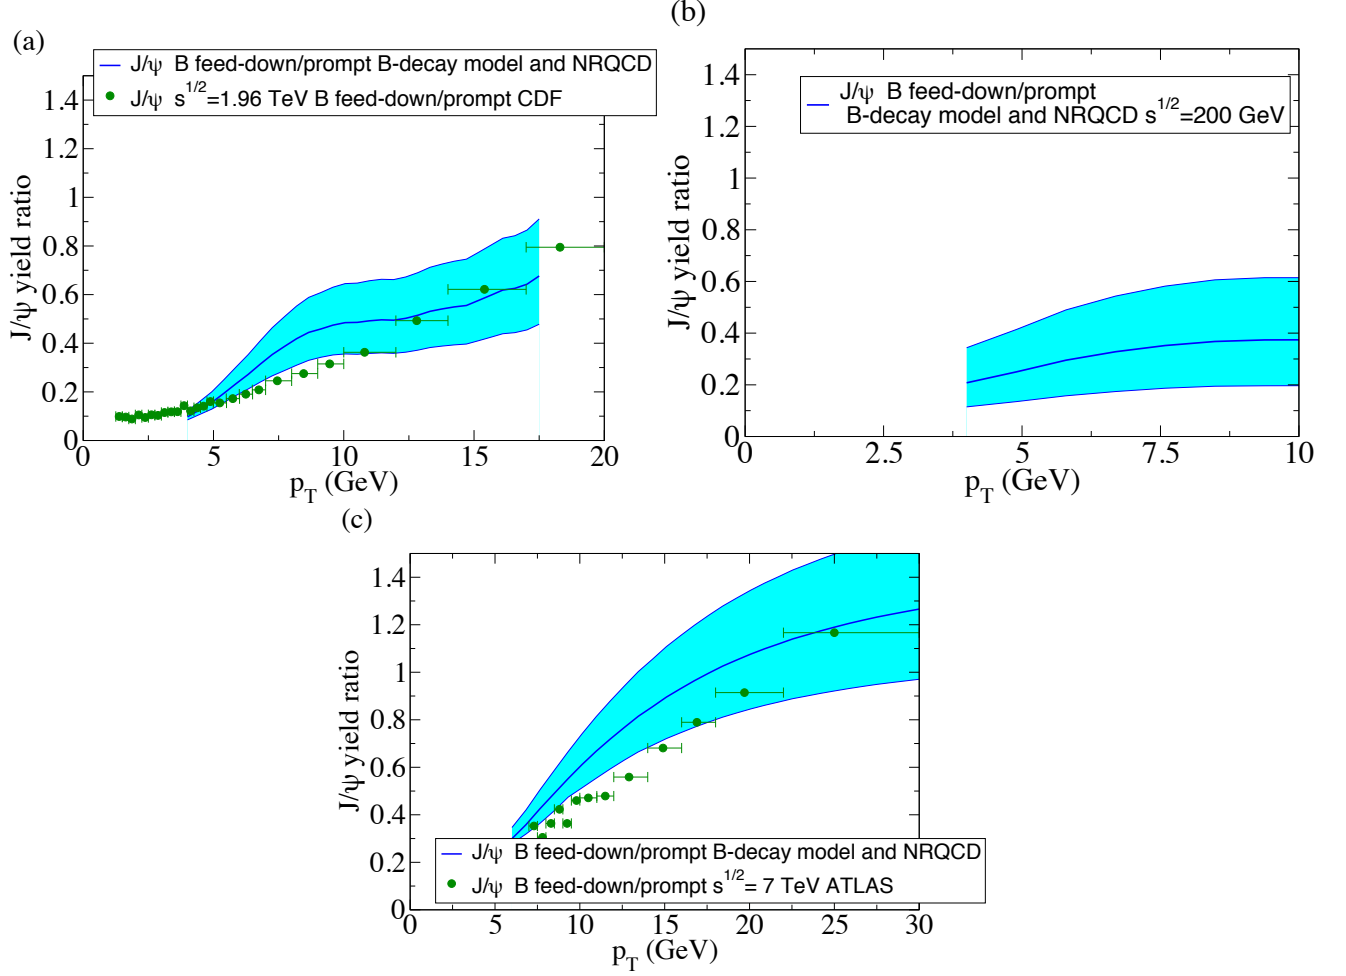 (a)
J/ψ B feed-down/prompt B-decay model and NRQCD
J/ψ s^1/2=1.96 TeV B feed-down/prompt CDF
J/ψ yield ratio
1.4
1.2
1
0.8
0.6
0.4
0.2
0
0 5 10 15 20
p_T (GeV)
(b)
J/ψ B feed-down/prompt
B-decay model and NRQCD s^1/2=200 GeV
J/ψ yield ratio
1.4
1.2
1
0.8
0.6
0.4
0.2
0
0 2.5 5 7.5 10
p_T (GeV)
(c)
J/ψ yield ratio
1.4
1.2
1
0.8
0.6
0.4
0.2
0
J/ψ B feed-down/prompt B-decay model and NRQCD
J/ψ B feed-down/prompt s^1/2= 7 TeV ATLAS
0 5 10 15 20 25 30
p_T (GeV)